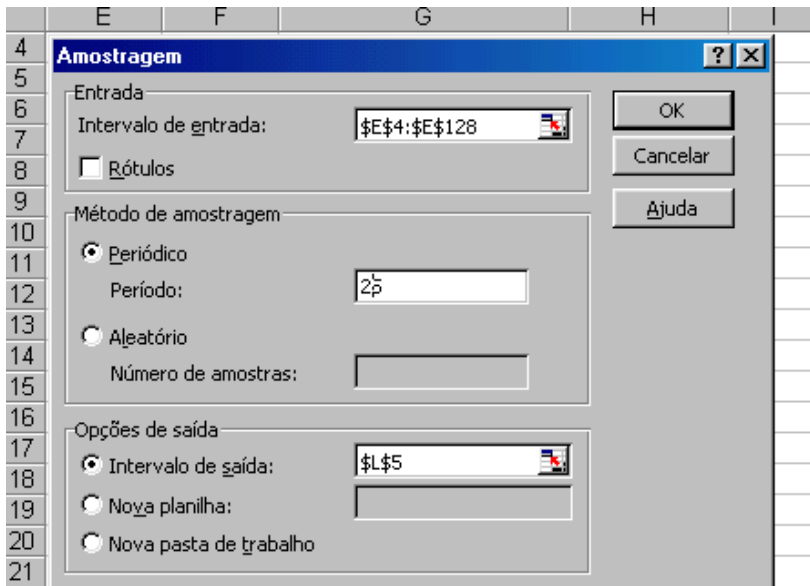 E F G H I
4
Amostragem
5
Entrada
6
Intervalo de entrada: $E$4:$E$128
OK
7
Cancelar
8
Rótulos
9
Ajuda
Método de amostragem
10
Periódico
11
Período: 25
12
13
Aleatório
14
Número de amostras:
15
16
Opções de saída
17
Intervalo de saída: $L$5
18
Nova planilha:
19
20
Nova pasta de trabalho
21